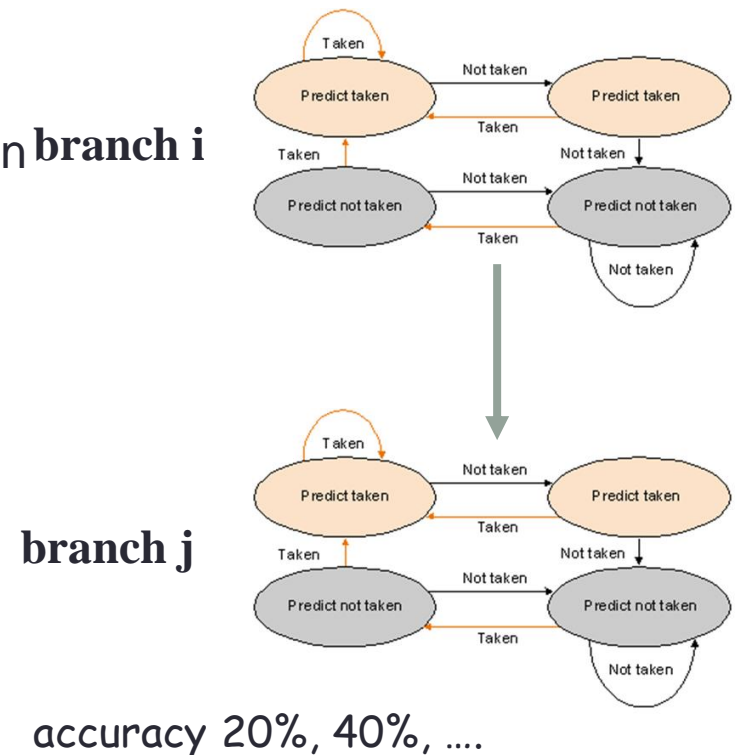 Taken
Not taken
Predict taken
Predict taken
n branch i
Taken
Taken
Not taken
Not taken
Predict not taken
Predict not taken
Taken
Not taken
Taken
Not taken
Predict taken
Predict taken
Taken
branch j
Taken
Not taken
Not taken
Predict not taken
Predict not taken
Taken
Not taken
accuracy 20%, 40%, ....